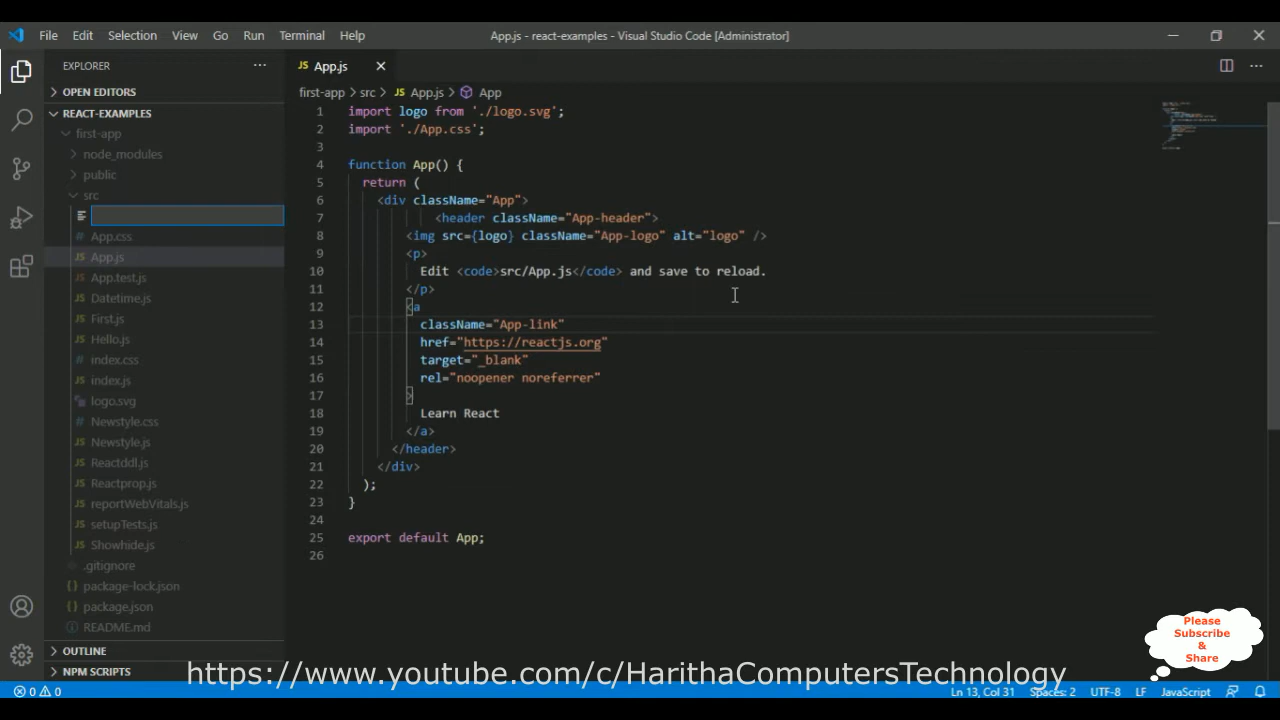 File Edit Selection View Go Run Terminal Help
App.js - react-examples - Visual Studio Code [Administrator]
EXPLORER
OPEN EDITORS
REACT-EXAMPLES
first-app
node_modules
public
src
App.css
App.js
App.test.js
Datetime.js
First.js
Hello.js
index.css
index.js
logo.svg
Newstyle.css
Newstyle.js
Reactddl.js
Reactprop.js
reportWebVitals.js
setupTests.js
Showhide.js
.gitignore
package-lock.json
package.json
README.md
OUTLINE
NPM SCRIPTS
JS App.js
first-app > src > JS App.js > App
1 import logo from './logo.svg';
2 import './App.css';
3
4 function App() {
5 return (
6 <div className="App">
7 <header className="App-header">
8 <img src={logo} className="App-logo" alt="logo" />
9 <p>
10 Edit <code>src/App.js</code> and save to reload.
11 </p>
12 <a
13 className="App-link"
14 href="https://reactjs.org"
15 target="_blank"
16 rel="noopener noreferrer"
17 >
18 Learn React
19 </a>
20 </header>
21 </div>
22 );
23 }
24
25 export default App;
26
Please
Subscribe
&
Share
https://www.youtube.com/c/HarithaComputersTechnology
0 0
Ln 13, Col 31 Spaces: 2 UTF-8 LF JavaScript